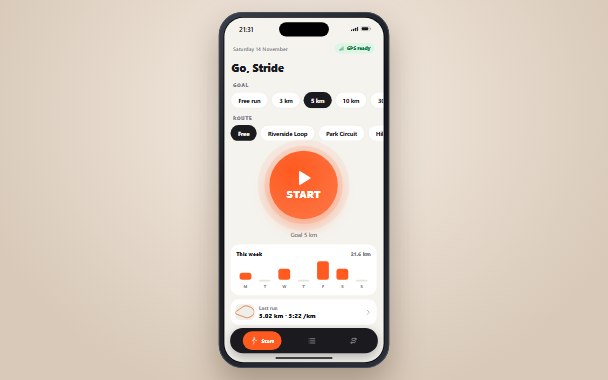 21:31
Saturday 14 November
GPS ready
Go, Stride
GOAL
Free run 3 km 5 km 10 km 30
ROUTE
Free Riverside Loop Park Circuit Hil
START
Goal 5 km
This week 21.6 km
M T W T F S S
Last run
5.02 km · 5:22 /km
Start